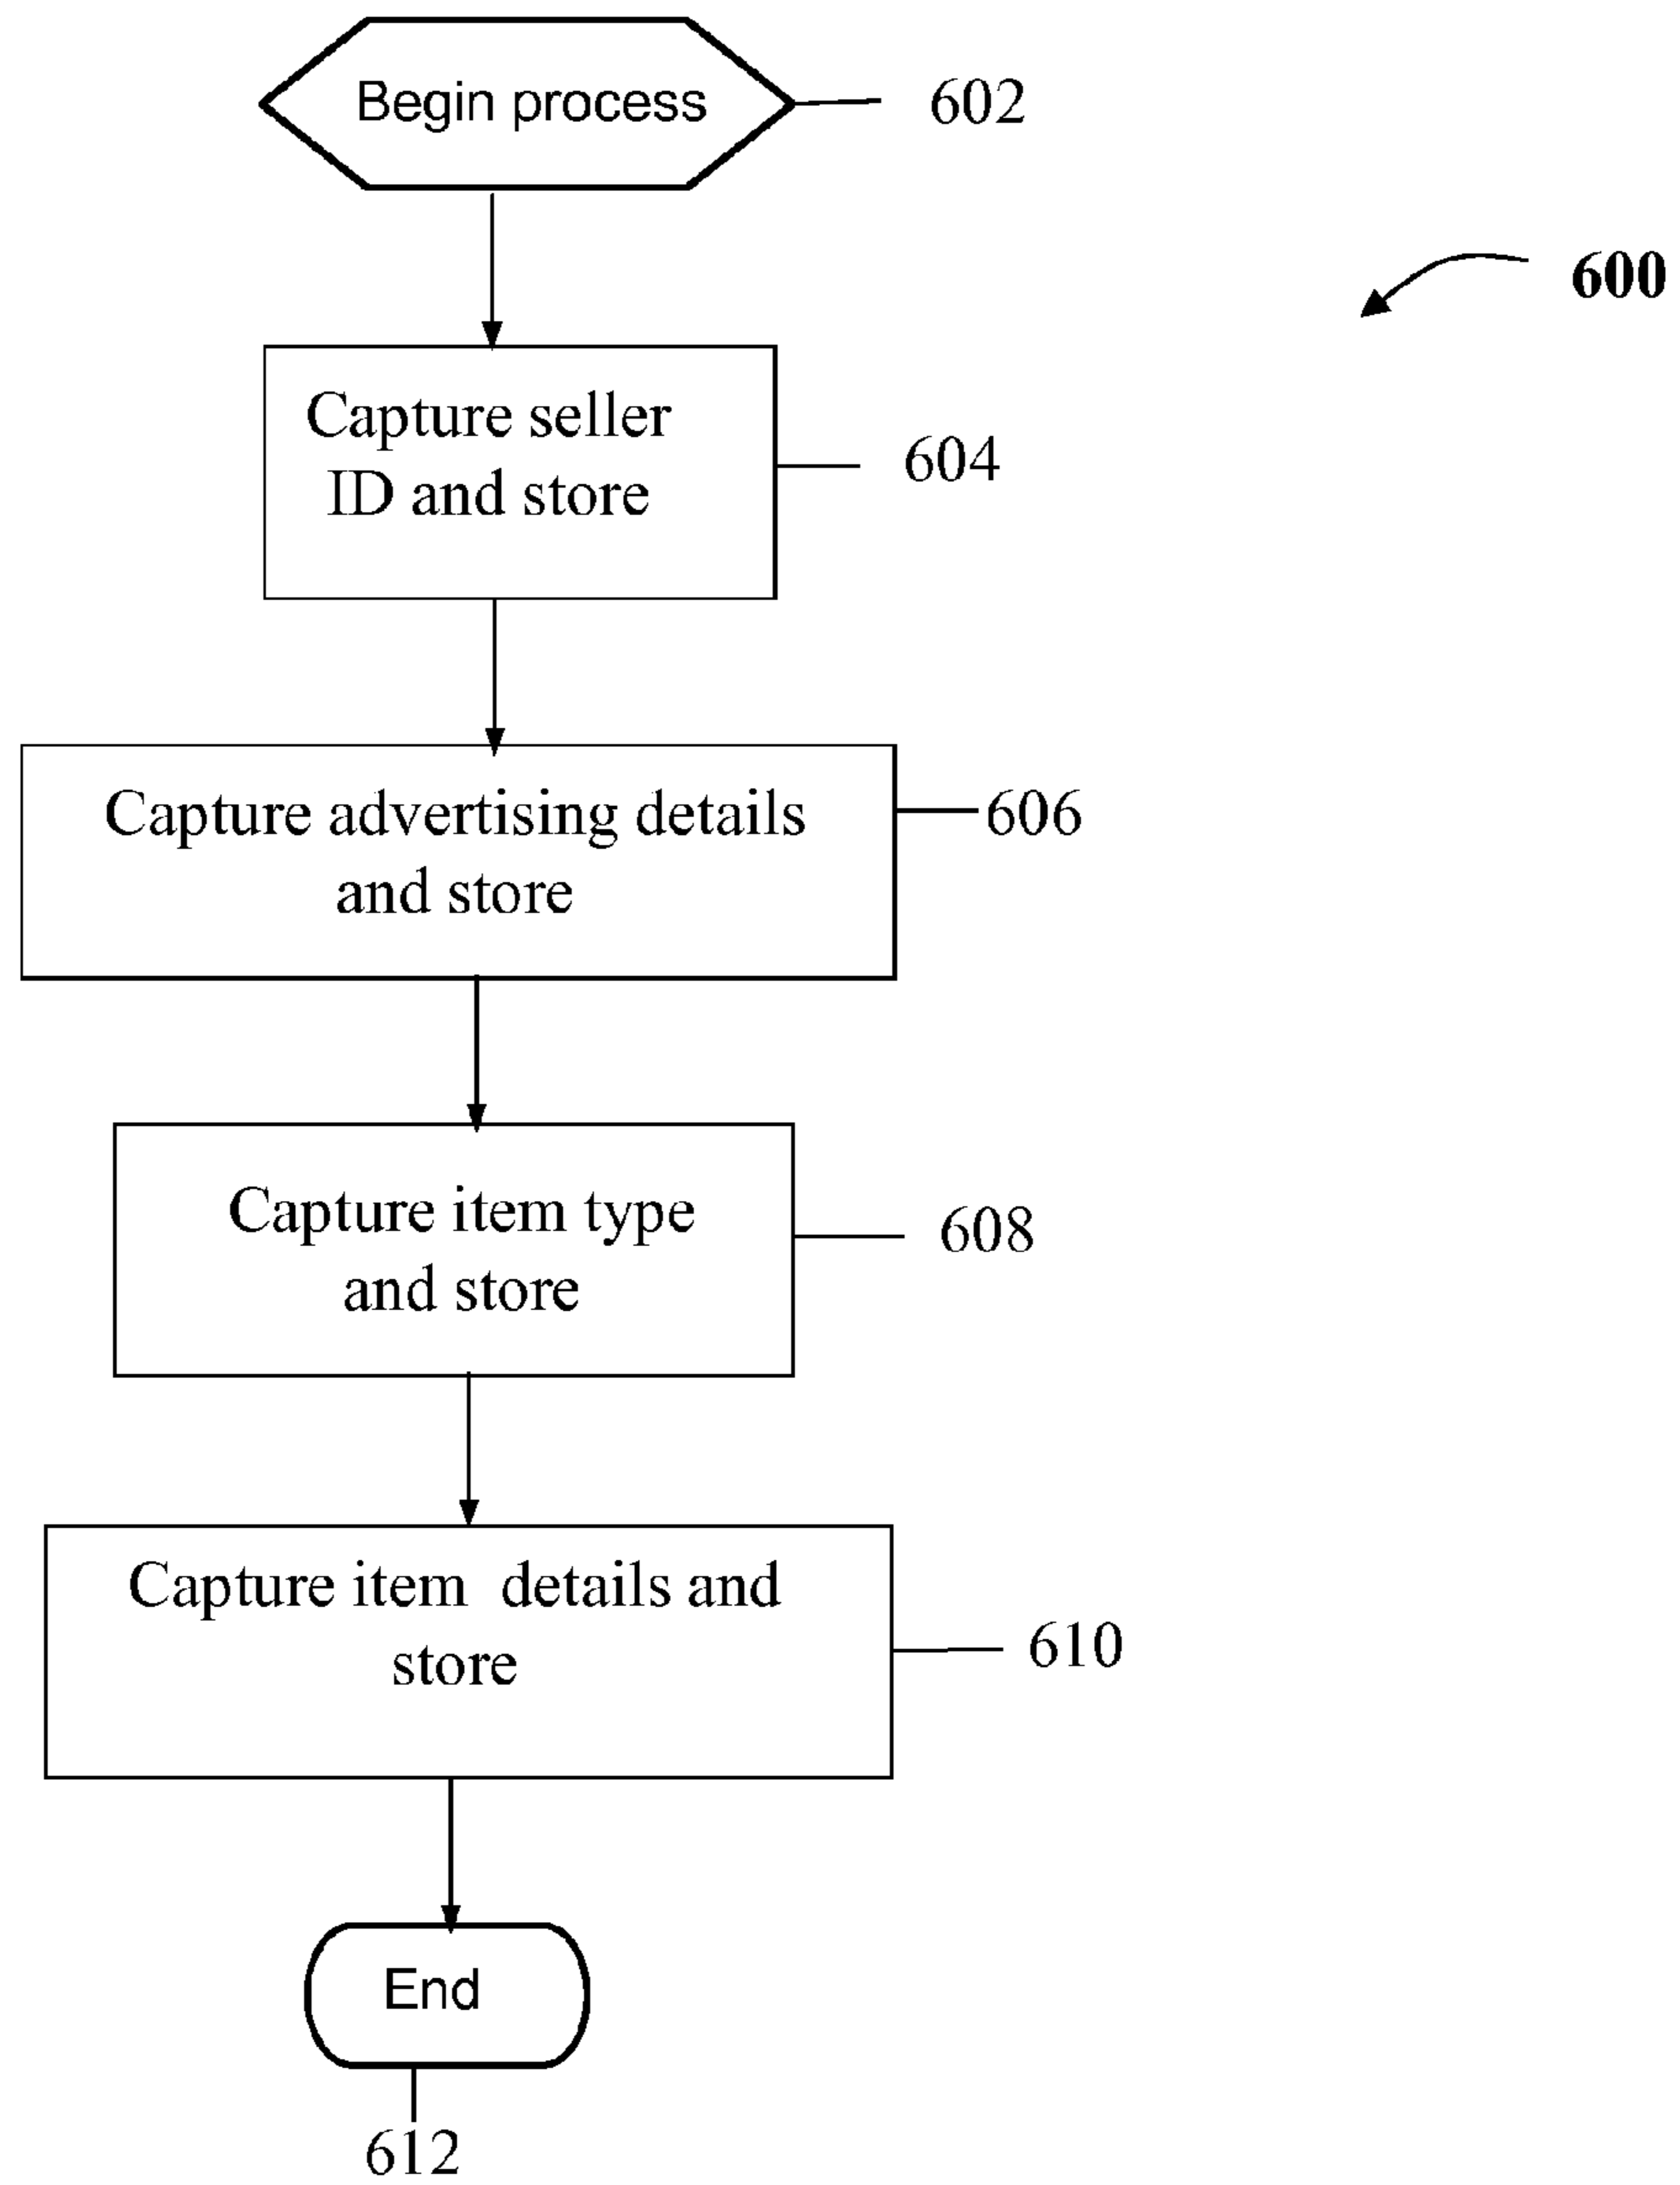 Begin process
602
600
Capture seller
ID and store
604
Capture advertising details
and store
606
Capture item type
and store
608
Capture item details and
store
610
End
612